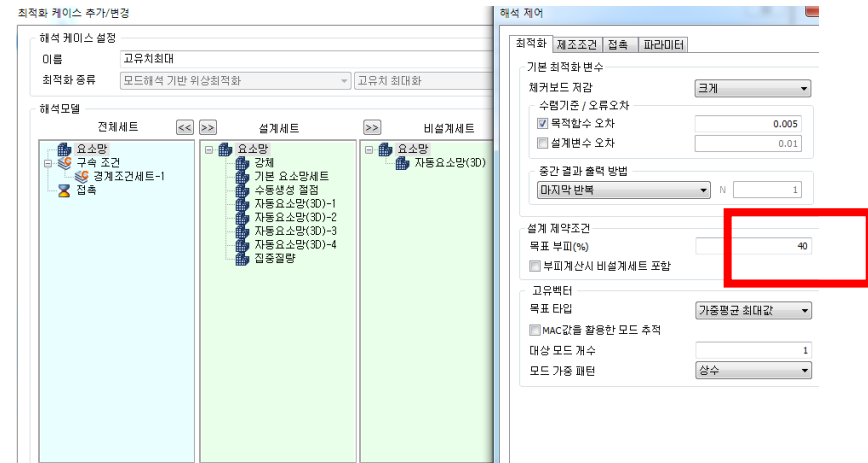 최적화 케이스 추가/변경
해석 케이스 설정
이름
고유치최대
최적화 종류
모드해석 기반 위상최적화
고유치 최대화
해석모델
전체세트
<<
>>
설계세트
>>
비설계세트
요소망
구속 조건
경계조건세트-1
접촉
요소망
강체
기본 요소망세트
수동생성 절점
자동요소망(3D)-1
자동요소망(3D)-2
자동요소망(3D)-3
자동요소망(3D)-4
집중질량
요소망
자동요소망(3D)
해석 제어
최적화
제조조건
접촉
파라미터
기본 최적화 변수
체커보드 저감
크게
수렴기준 / 오류오차
목적함수 오차
0.005
설계변수 오차
0.01
중간 결과 출력 방법
마지막 반복
N
1
설계 제약조건
목표 부피(%)
40
부피계산시 비설계세트 포함
고유벡터
목표 타입
가중평균 최대값
MAC값을 활용한 모드 추적
대상 모드 개수
1
모드 가중 패턴
상수